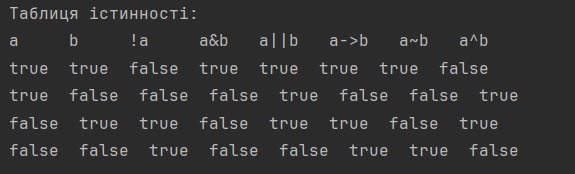 Таблиця істинності:
a b !a a&b a||b a->b a~b a^b
true true false true true true true false
true false false false true false false true
false true true false true true false true
false false true false false true true false